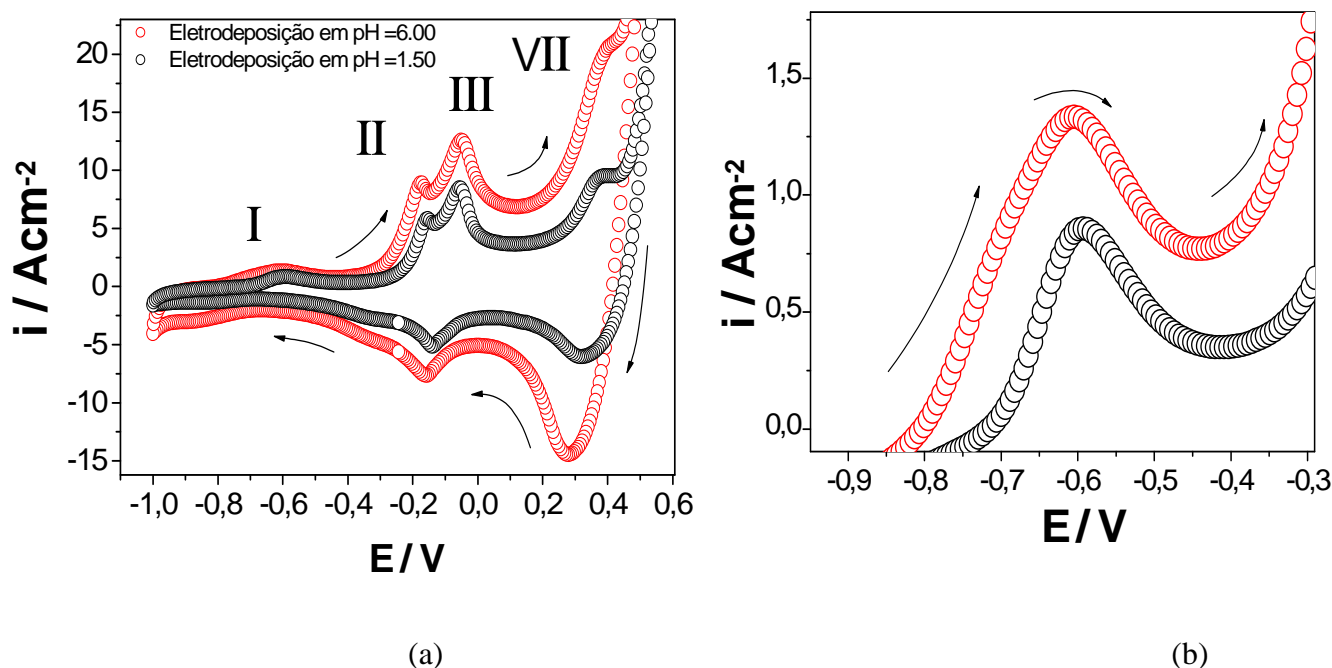 Eletrodeposição em pH =6.00
Eletrodeposição em pH =1.50
I
II
III
VII
20
15
10
5
0
-5
-10
-15
i / Acm-2
-1,0 -0,8 -0,6 -0,4 -0,2 0,0 0,2 0,4 0,6
E / V
(a)
1,5
1,0
0,5
0,0
i / Acm-2
-0,9 -0,8 -0,7 -0,6 -0,5 -0,4 -0,3
E / V
(b)